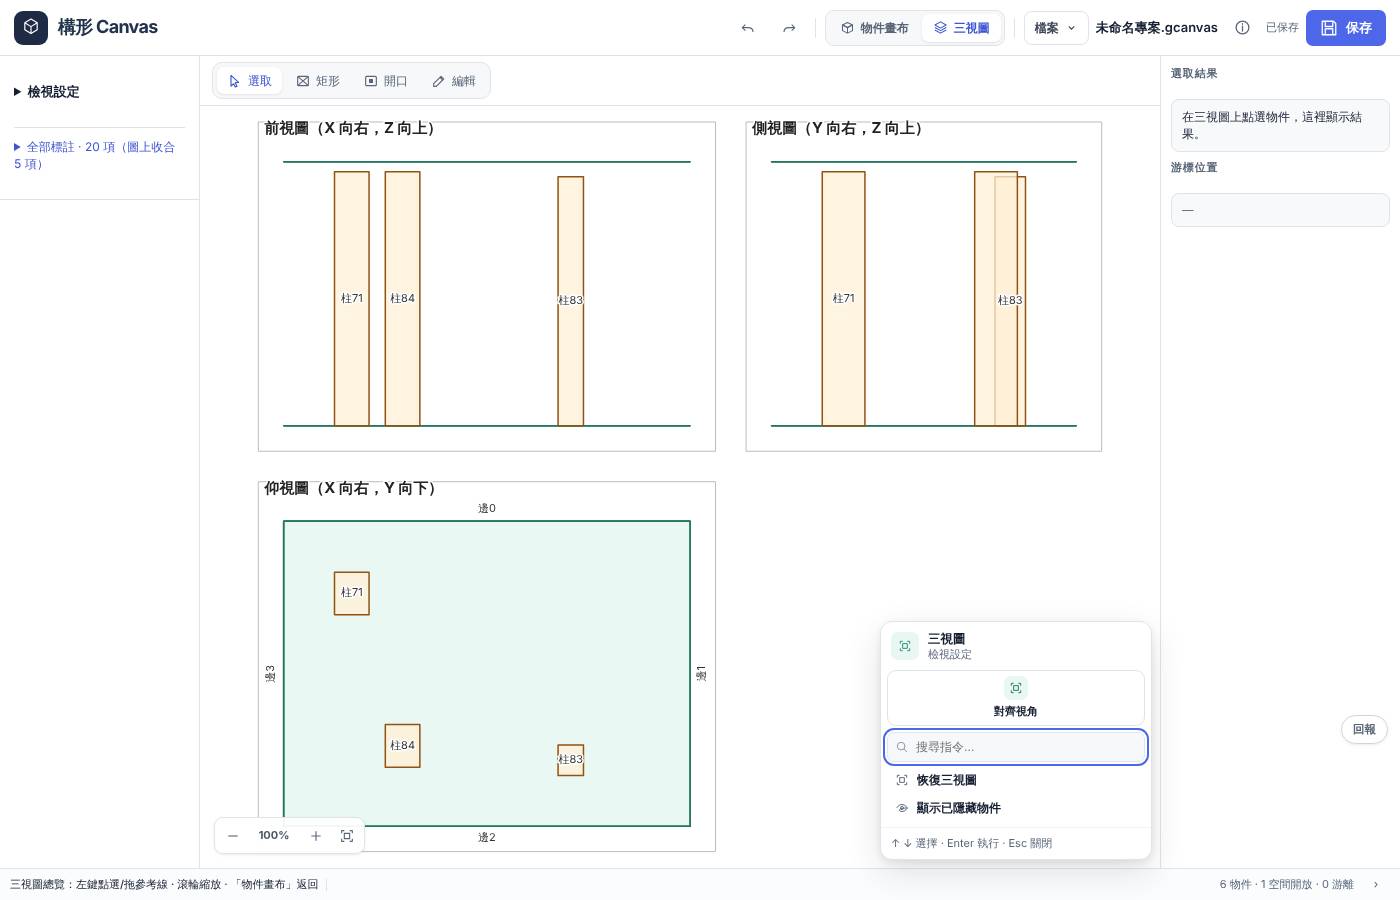 構形 Canvas
物件畫布
三視圖
檔案
未命名專案.gcanvas
已保存
保存
檢視設定
全部標註 · 20 項（圖上收合
5 項）
選取
矩形
開口
編輯
前視圖（X 向右，Z 向上）
柱71
柱84
柱83
側視圖（Y 向右，Z 向上）
柱71
柱83
仰視圖（X 向右，Y 向下）
邊0
柱71
邊3
邊1
柱84
柱83
邊2
100%
選取結果
在三視圖上點選物件，這裡顯示結
果。
游標位置
—
三視圖
檢視設定
對齊視角
搜尋指令...
恢復三視圖
顯示已隱藏物件
↑ ↓ 選擇 · Enter 執行 · Esc 關閉
回報
三視圖總覽：左鍵點選/拖參考線 · 滾輪縮放 · 「物件畫布」返回
6 物件 · 1 空間開放 · 0 游離